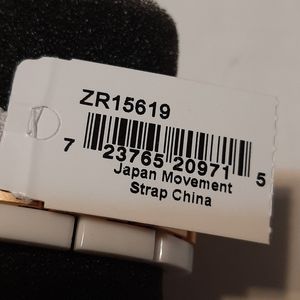 ZR15619
7 23765 20971 5
Japan Movement
Strap China